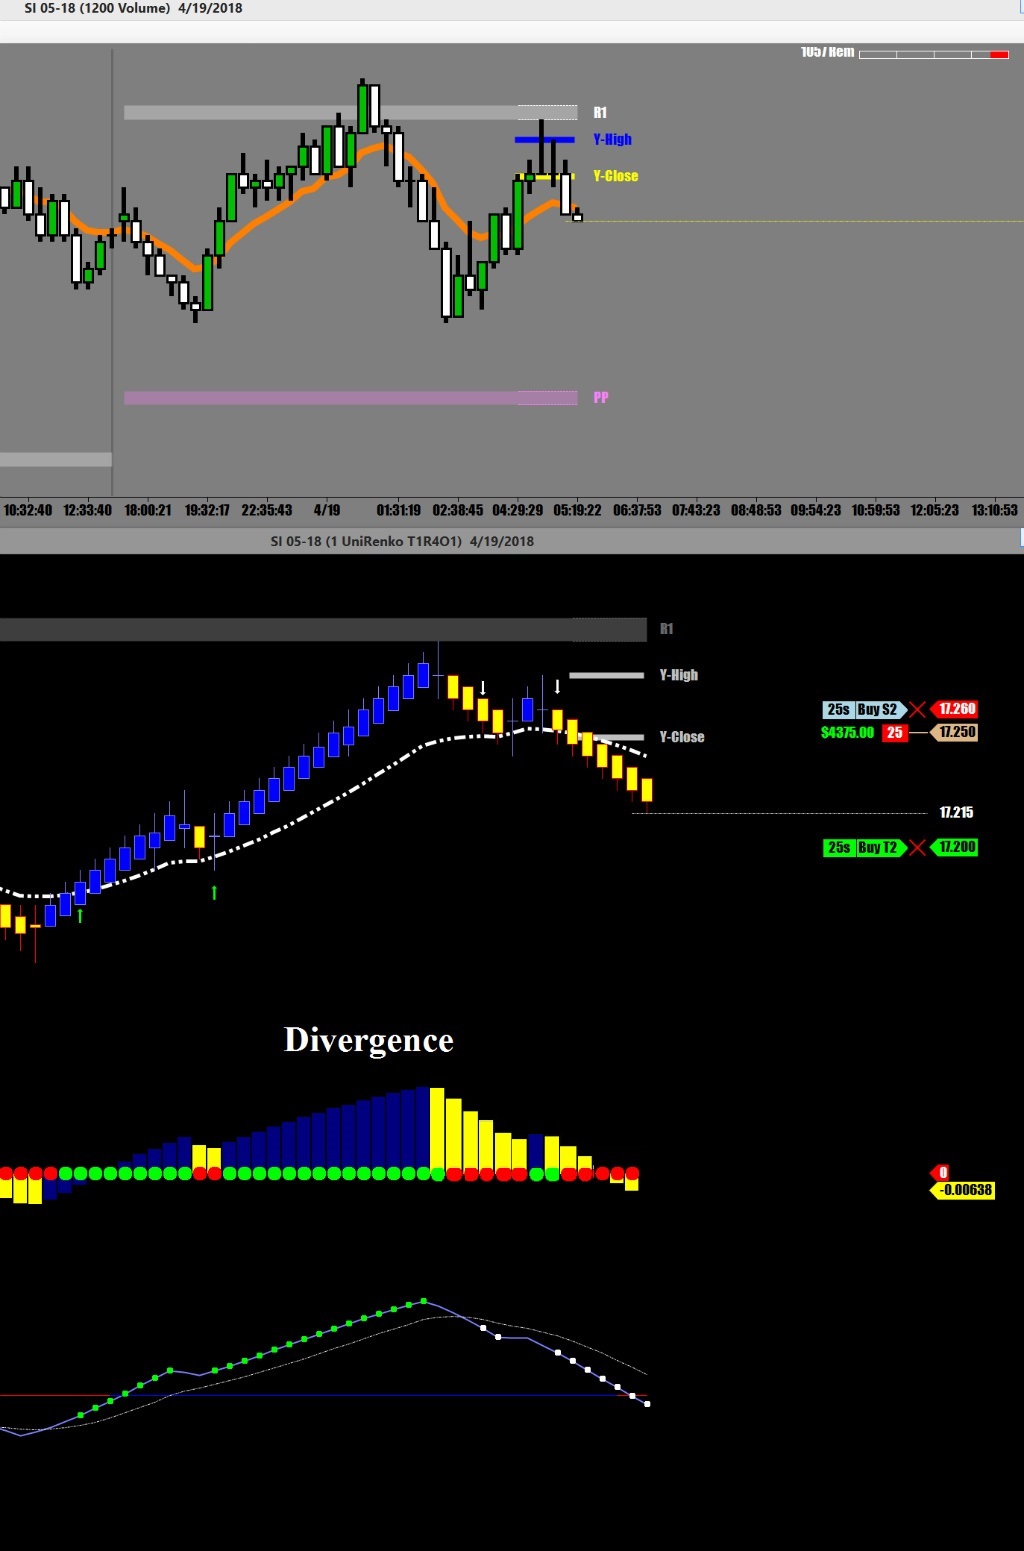 SI 05-18 (1200 Volume) 4/19/2018
1057 Rem
R1
Y-High
Y-Close
PP
10:32:40 12:33:40 18:00:21 19:32:17 22:35:43 4/19 01:31:19 02:38:45 04:29:29 05:19:22 06:37:53 07:43:23 08:48:53 09:54:23 10:59:53 12:05:23 13:10:53
SI 05-18 (1 UniRenko T1R4O1) 4/19/2018
R1
Y-High
25s Buy S2 17.260
$4375.00 25 17.250
Y-Close
17.215
25s Buy T2 17.200
Divergence
0
-0.00638